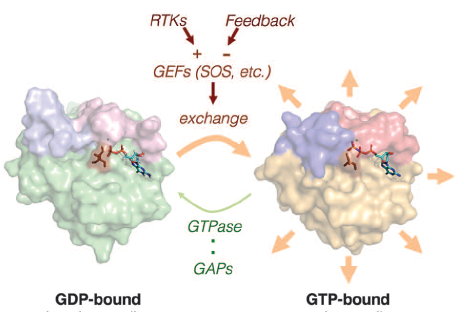 RTKs Feedback
+ –
GEFs (SOS, etc.)
exchange
GTPase
GAPs
GDP-bound GTP-bound